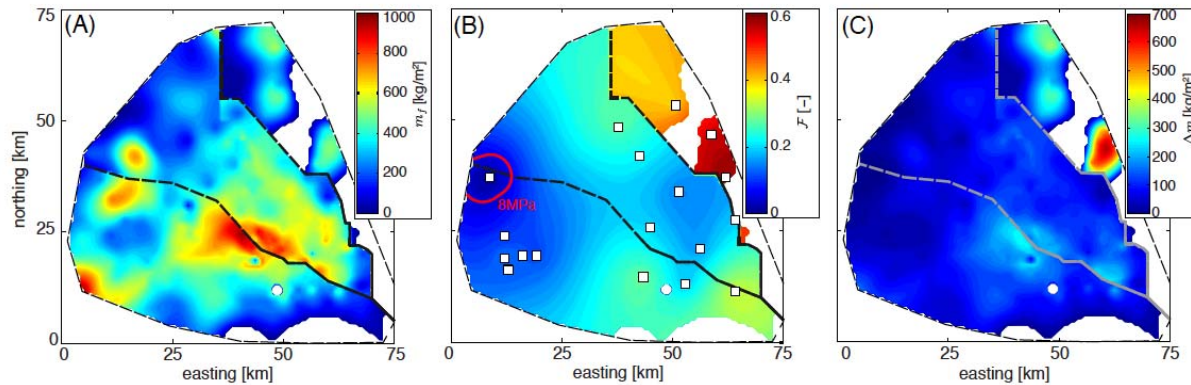 (A)
1000
800
600
400
200
0
m_f [kg/m²]
75
50
25
0
northing [km]
0 25 50 75
easting [km]
(B)
0.6
0.4
0.2
0
F [-]
8MPa
0 25 50 75
easting [km]
(C)
700
600
500
400
300
200
100
0
Δm [kg/m²]
0 25 50 75
easting [km]